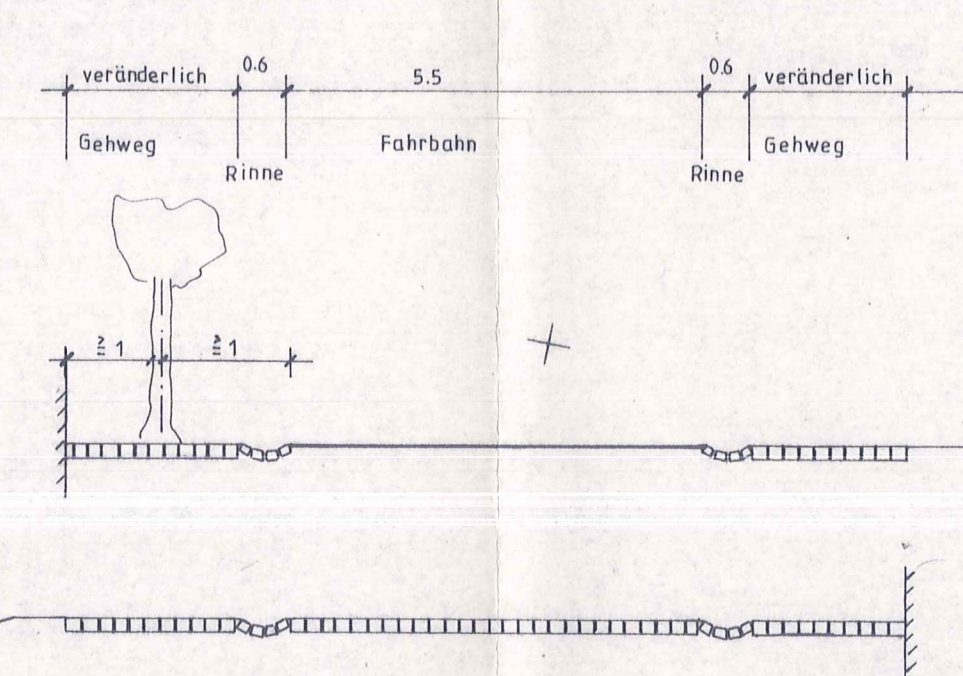 veränderlich 0.6 5.5 0.6 veränderlich
Gehweg Fahrbahn Gehweg
Rinne Rinne
≧ 1 ≧ 1